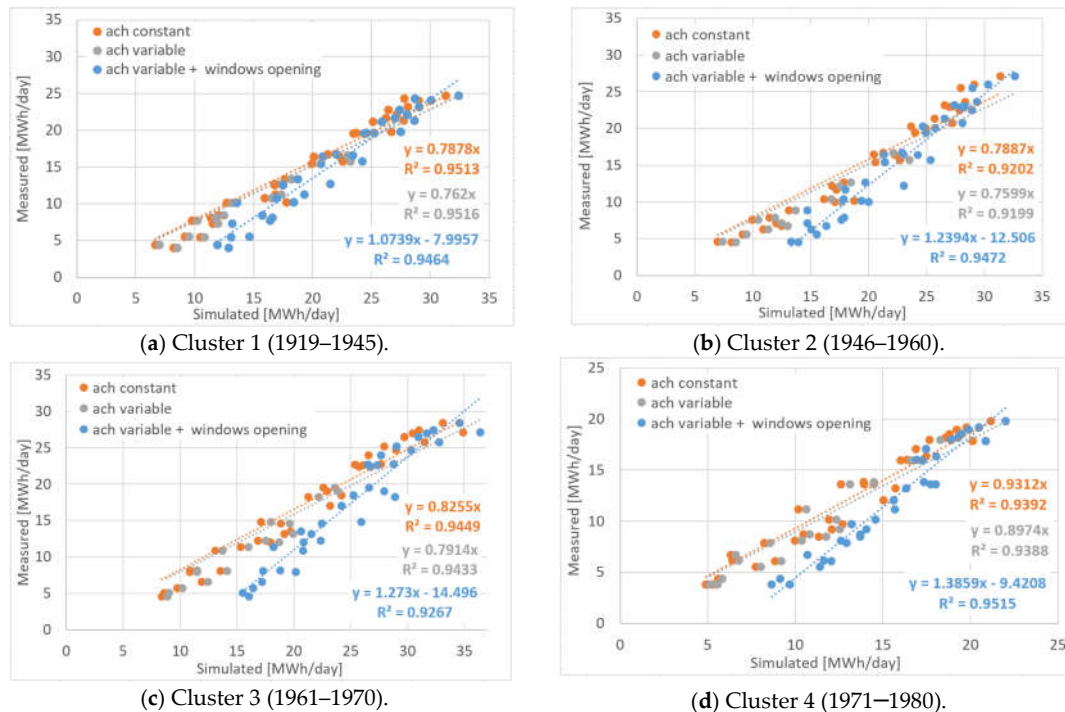 35
30
25
20
15
10
5
0
Measured [MWh/day]
ach constant
ach variable
ach variable + windows opening
y = 0.7878x
R² = 0.9513
y = 0.762x
R² = 0.9516
y = 1.0739x - 7.9957
R² = 0.9464
0 5 10 15 20 25 30 35
Simulated [MWh/day]
(a) Cluster 1 (1919–1945).
35
30
25
20
15
10
5
0
Measured [MWh/day]
ach constant
ach variable
ach variable + windows opening
y = 0.7887x
R² = 0.9202
y = 0.7599x
R² = 0.9199
y = 1.2394x - 12.506
R² = 0.9472
0 5 10 15 20 25 30 35
Simulated [MWh/day]
(b) Cluster 2 (1946–1960).
35
30
25
20
15
10
5
0
Measured [MWh/day]
ach constant
ach variable
ach variable + windows opening
y = 0.8255x
R² = 0.9449
y = 0.7914x
R² = 0.9433
y = 1.273x - 14.496
R² = 0.9267
0 5 10 15 20 25 30 35
Simulated [MWh/day]
(c) Cluster 3 (1961–1970).
25
20
15
10
5
0
Measured [MWh/day]
ach constant
ach variable
ach variable + windows opening
y = 0.9312x
R² = 0.9392
y = 0.8974x
R² = 0.9388
y = 1.3859x - 9.4208
R² = 0.9515
0 5 10 15 20 25
Simulated [MWh/day]
(d) Cluster 4 (1971—1980).